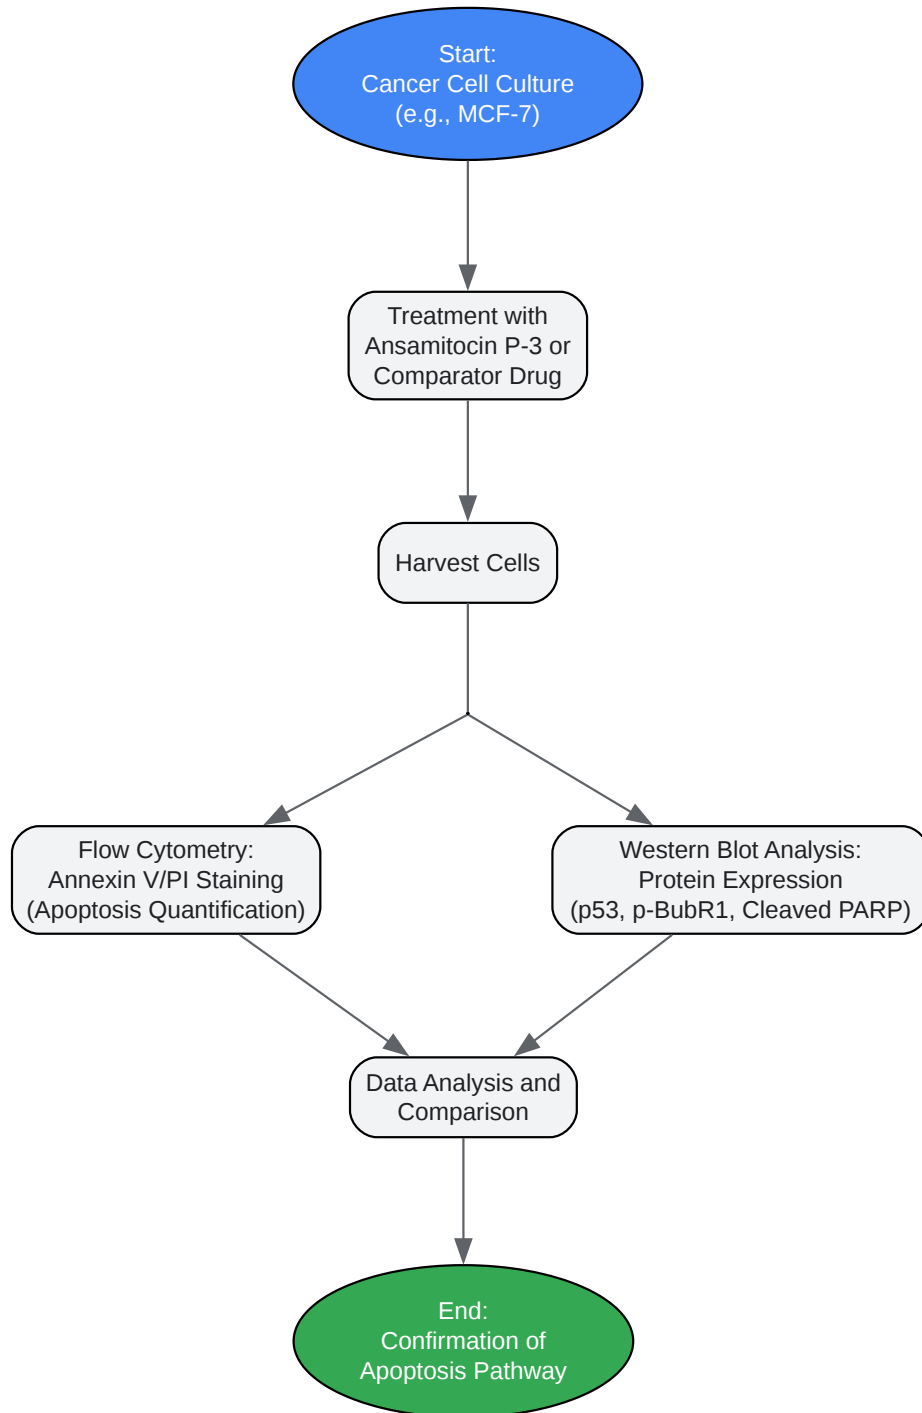 Start:
Cancer Cell Culture
(e.g., MCF-7)
Treatment with
Ansamitocin P-3 or
Comparator Drug
Harvest Cells
Flow Cytometry:
Annexin V/PI Staining
(Apoptosis Quantification)
Western Blot Analysis:
Protein Expression
(p53, p-BubR1, Cleaved PARP)
Data Analysis and
Comparison
End:
Confirmation of
Apoptosis Pathway